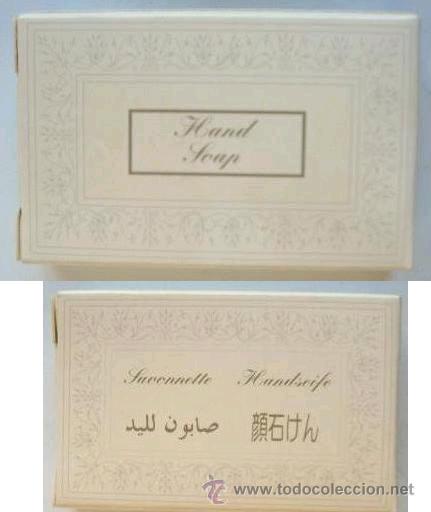 Hand
Soap
Savonnette Handseife
صابون لليد 顔石けん
www.todocoleccion.net